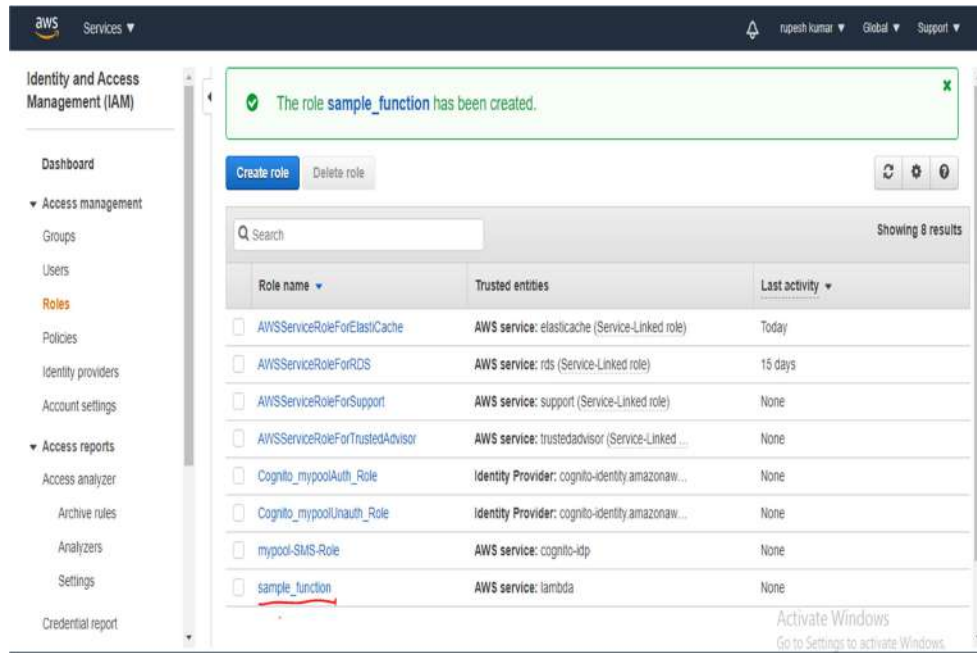 aws Services ▼ rupesh kumar ▼ Global ▼ Support ▼
Identity and Access
Management (IAM)
Dashboard
Access management
Groups
Users
Roles
Policies
Identity providers
Account settings
Access reports
Access analyzer
Archive rules
Analyzers
Settings
Credential report
The role sample_function has been created.
Create role Delete role
Search Showing 8 results
Role name Trusted entities Last activity
AWSServiceRoleForElastiCache AWS service: elasticache (Service-Linked role) Today
AWSServiceRoleForRDS AWS service: rds (Service-Linked role) 15 days
AWSServiceRoleForSupport AWS service: support (Service-Linked role) None
AWSServiceRoleForTrustedAdvisor AWS service: trustedadvisor (Service-Linked ... None
Cognito_mypoolAuth_Role Identity Provider: cognito-identity.amazonaw... None
Cognito_mypoolUnauth_Role Identity Provider: cognito-identity.amazonaw... None
mypool-SMS-Role AWS service: cognito-idp None
sample_function AWS service: lambda None
Activate Windows
Go to Settings to activate Windows.